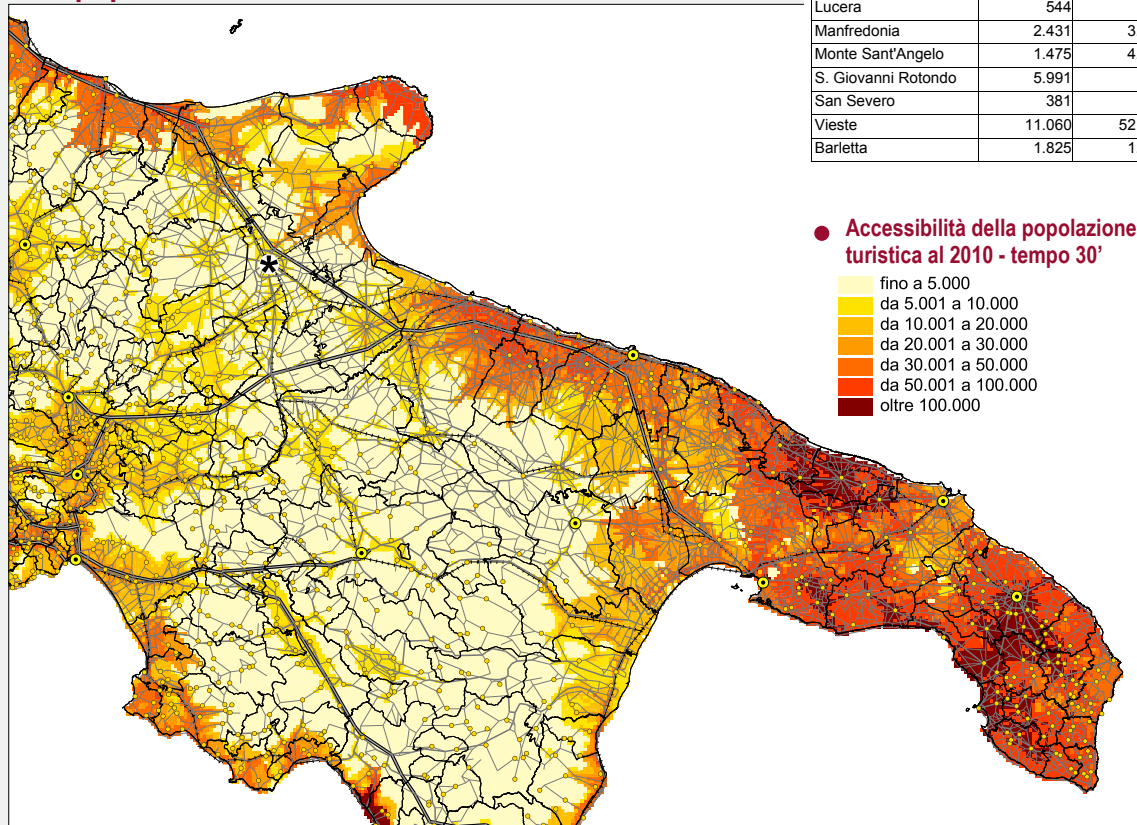 Lucera 544
Manfredonia 2.431 3
Monte Sant'Angelo 1.475 4
S. Giovanni Rotondo 5.991
San Severo 381
Vieste 11.060 52
Barletta 1.825 1
Accessibilità della popolazione
turistica al 2010 - tempo 30’
fino a 5.000
da 5.001 a 10.000
da 10.001 a 20.000
da 20.001 a 30.000
da 30.001 a 50.000
da 50.001 a 100.000
oltre 100.000
*